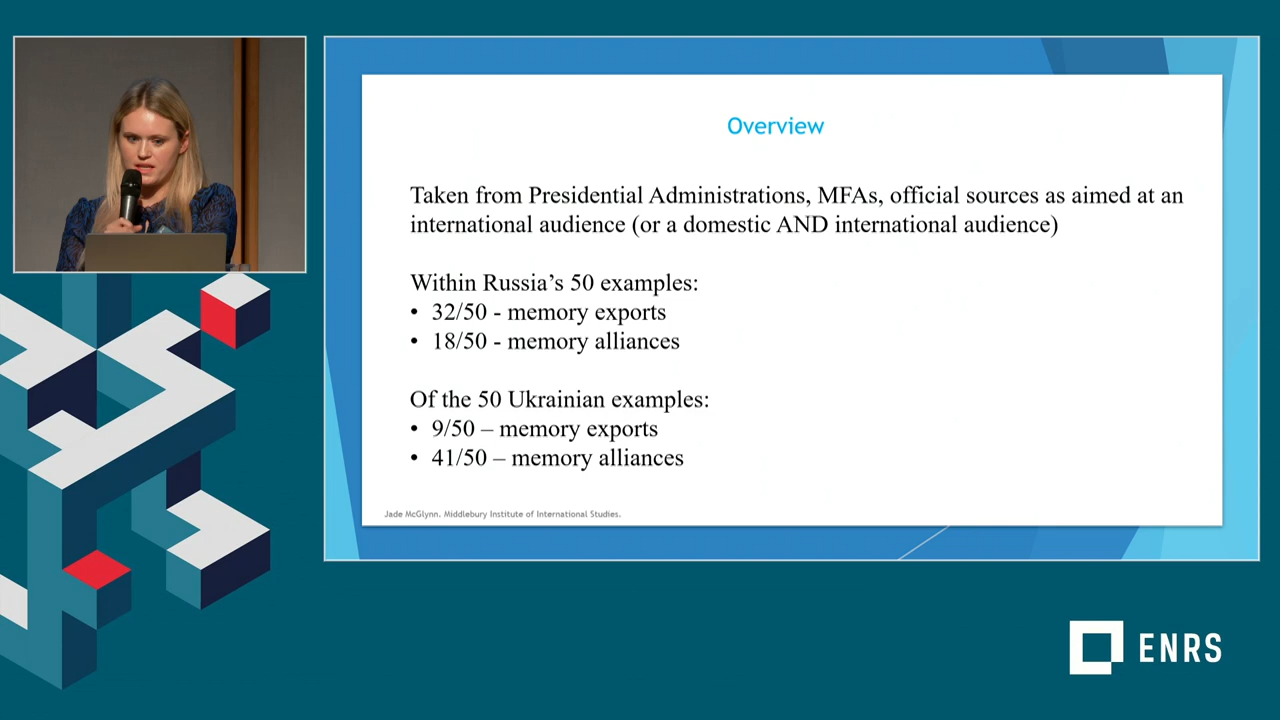 Overview
Taken from Presidential Administrations, MFAs, official sources as aimed at an
international audience (or a domestic AND international audience)
Within Russia’s 50 examples:
• 32/50 - memory exports
• 18/50 - memory alliances
Of the 50 Ukrainian examples:
• 9/50 – memory exports
• 41/50 – memory alliances
Jade McGlynn. Middlebury Institute of International Studies.
ENRS